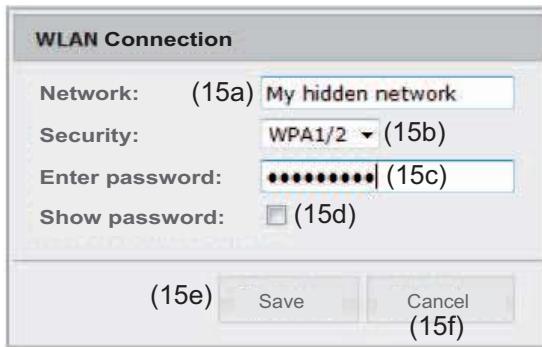 WLAN Connection
Network: (15a) My hidden network
Security: WPA1/2 (15b)
Enter password: ●●●●●●●●● (15c)
Show password: (15d)
(15e) Save Cancel
(15f)